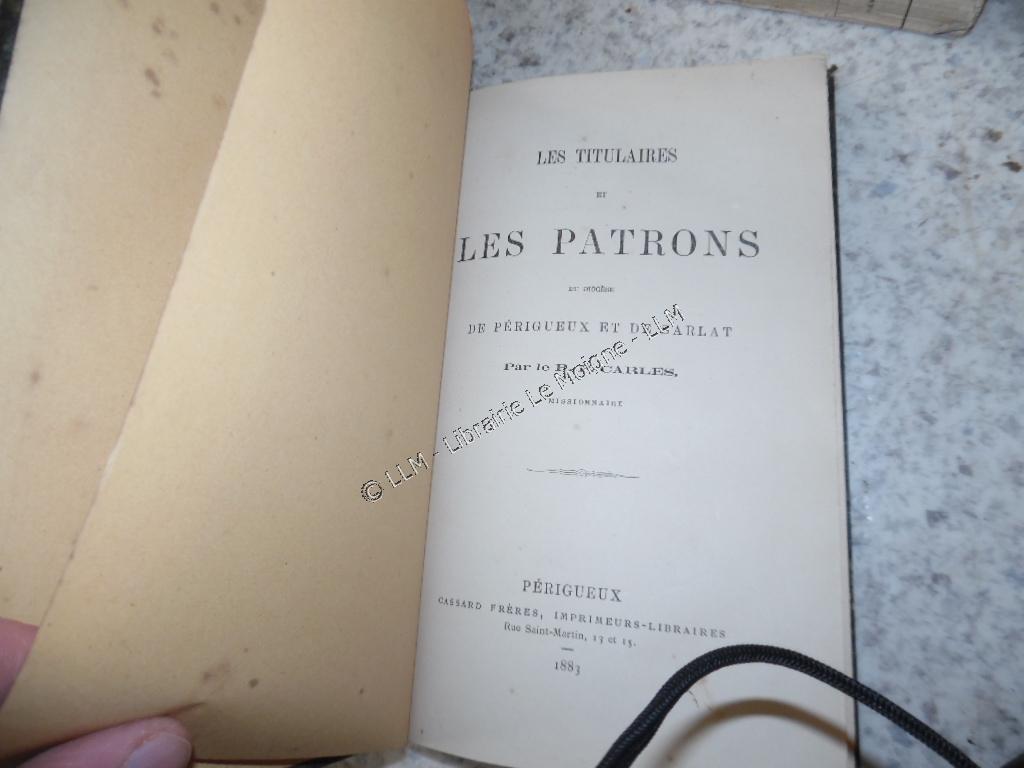 LES TITULAIRES
ET
LES PATRONS
DU DIOCÈSE
DE PÉRIGUEUX ET DE SARLAT
Par le CARLES,
MISSIONNAIRE
PÉRIGUEUX
CASSARD FRÈRES, IMPRIMEURS-LIBRAIRES
Rue Saint-Martin, 13 et 15.
1883
© LLM - Librairie Le Moigne - LLM